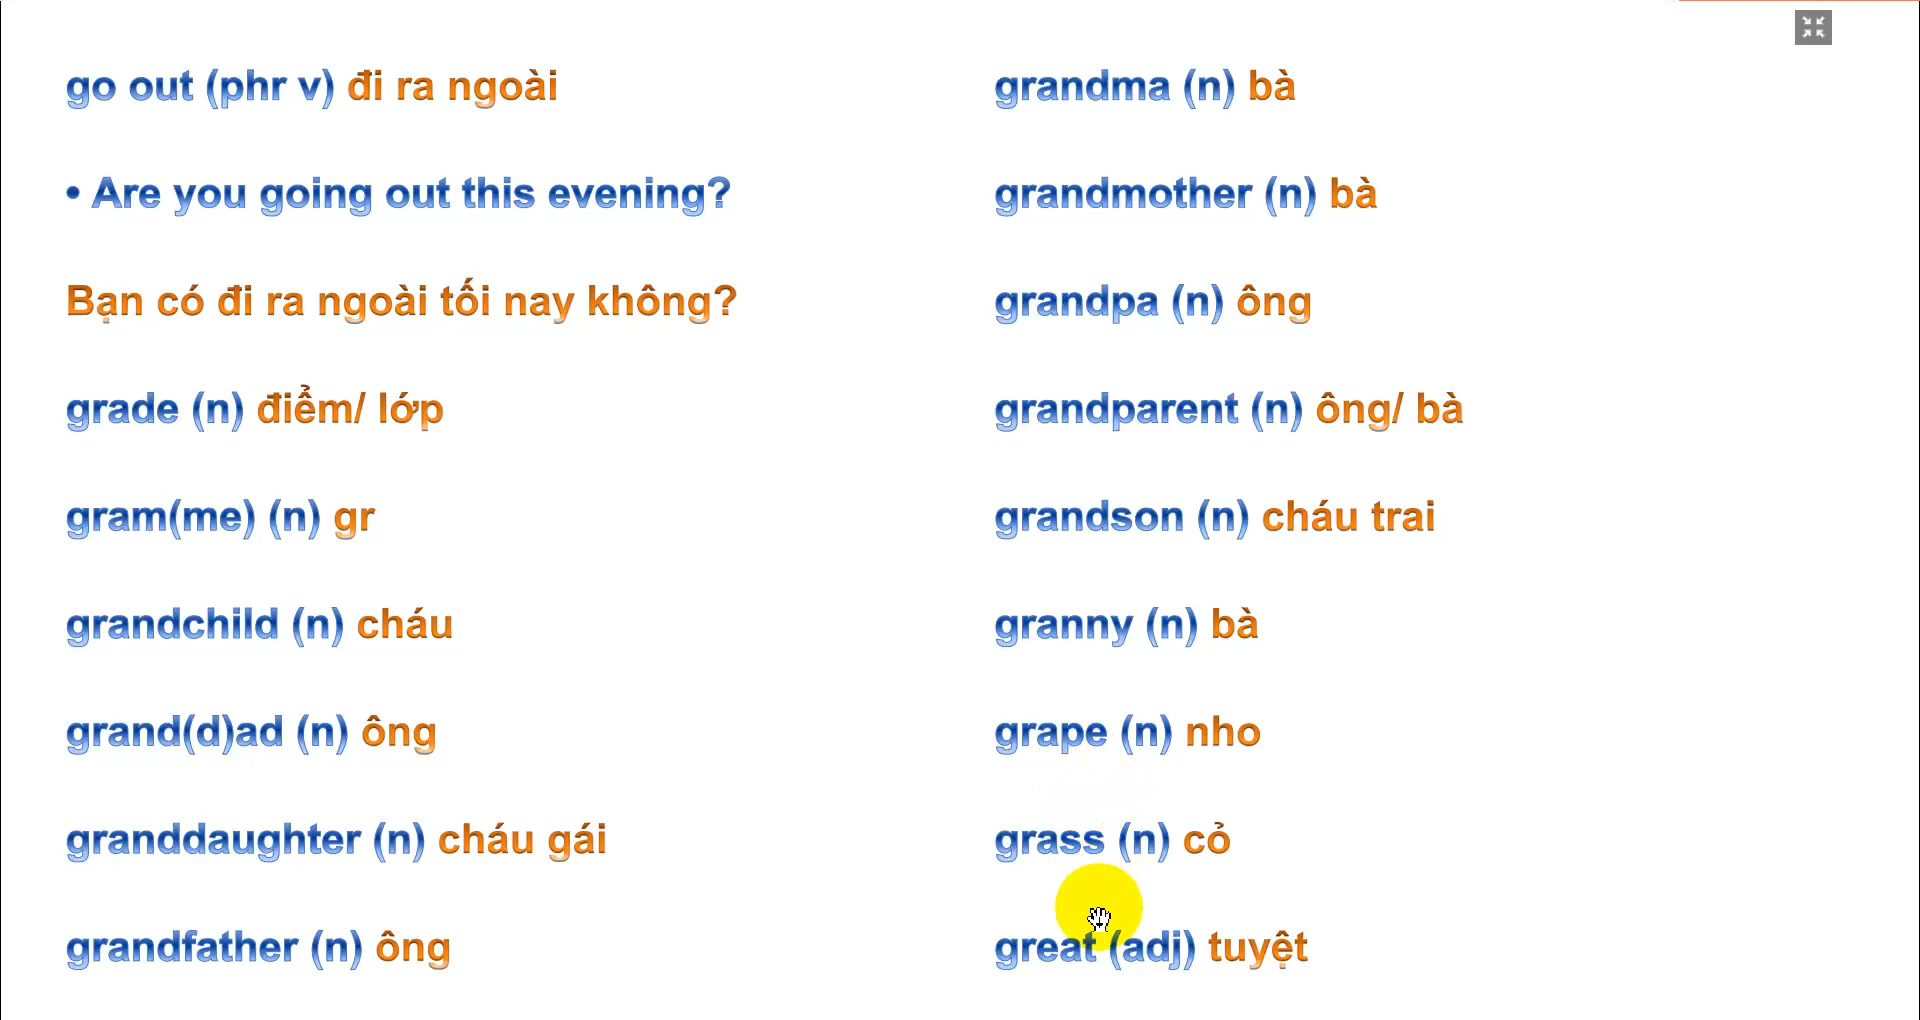 go out (phr v) đi ra ngoài
• Are you going out this evening?
Bạn có đi ra ngoài tối nay không?
grade (n) điểm/ lớp
gram(me) (n) gr
grandchild (n) cháu
grand(d)ad (n) ông
granddaughter (n) cháu gái
grandfather (n) ông
grandma (n) bà
grandmother (n) bà
grandpa (n) ông
grandparent (n) ông/ bà
grandson (n) cháu trai
granny (n) bà
grape (n) nho
grass (n) cỏ
great (adj) tuyệt